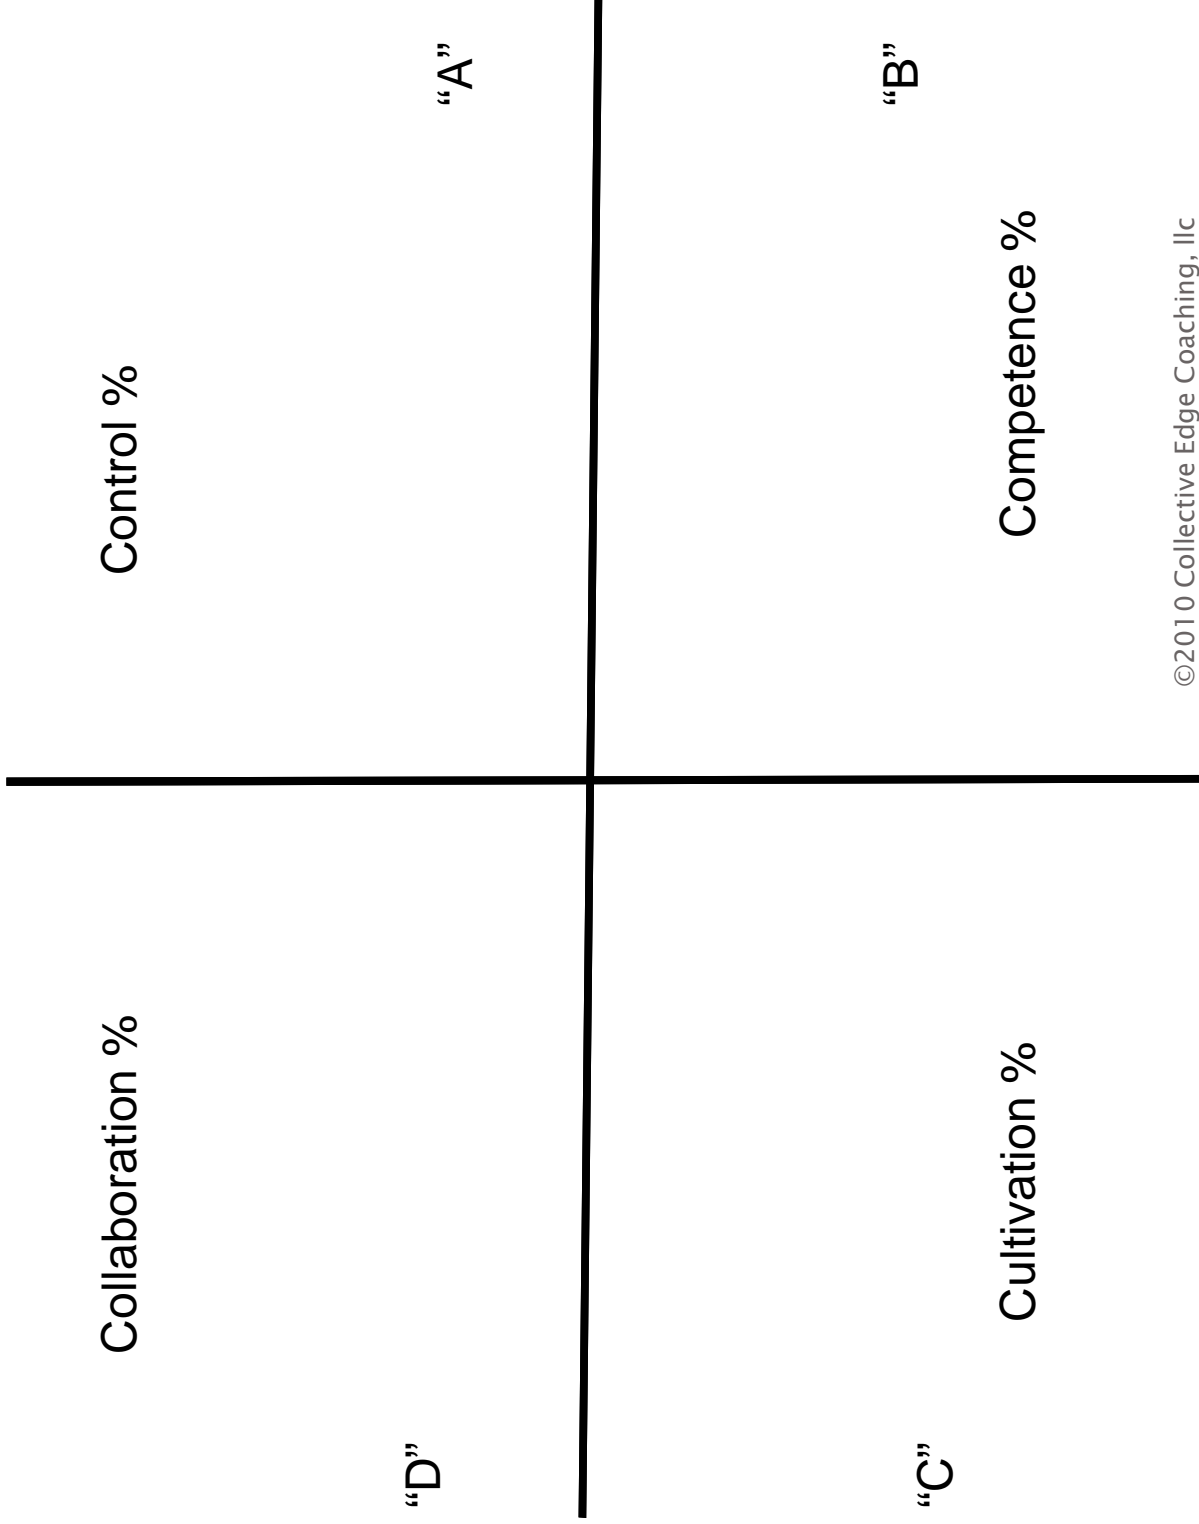 Collaboration %
Control %
“D”
“A”
“C”
“B”
Cultivation %
Competence %
©2010 Collective Edge Coaching, llc